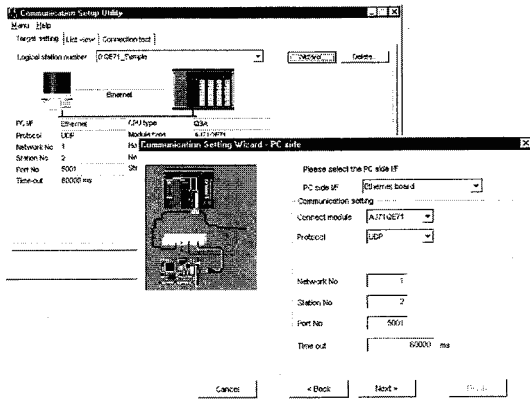 Communication Setup Utility
Menu Help
Target setting List view Connection test
Logical station number
Wizard
Delete
Ethernet
PC I/F Ethernet CPU type Q3A
Protocol UDP Module type AJ71QE71
Network No 1
Station No 2
Port No 5001
Time-out 60000 ms
Communication Setting Wizard - PC side
Please select the PC side I/F
PC side I/F Ethernet board
Communication setting
Connect module AJ71QE71
Protocol UDP
Network No 1
Station No 2
Port No 5001
Time out 60000 ms
Cancel
< Back
Next >